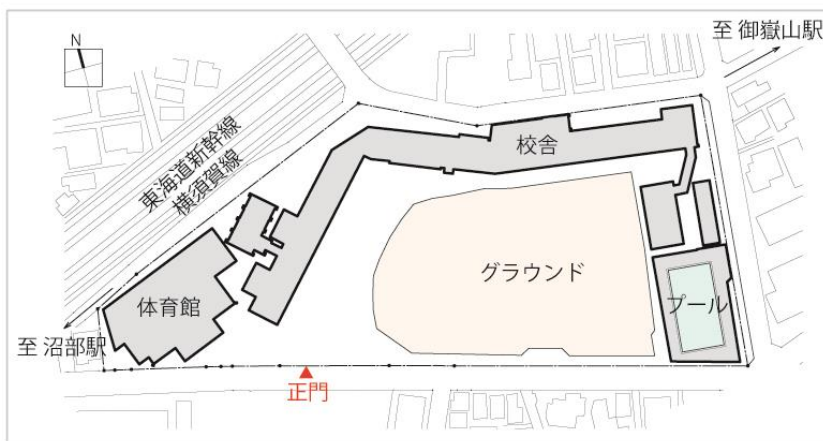 N
至 御嶽山駅
東海道新幹線
横須賀線
校舎
グラウンド
体育館
プール
至 沼部駅
正門